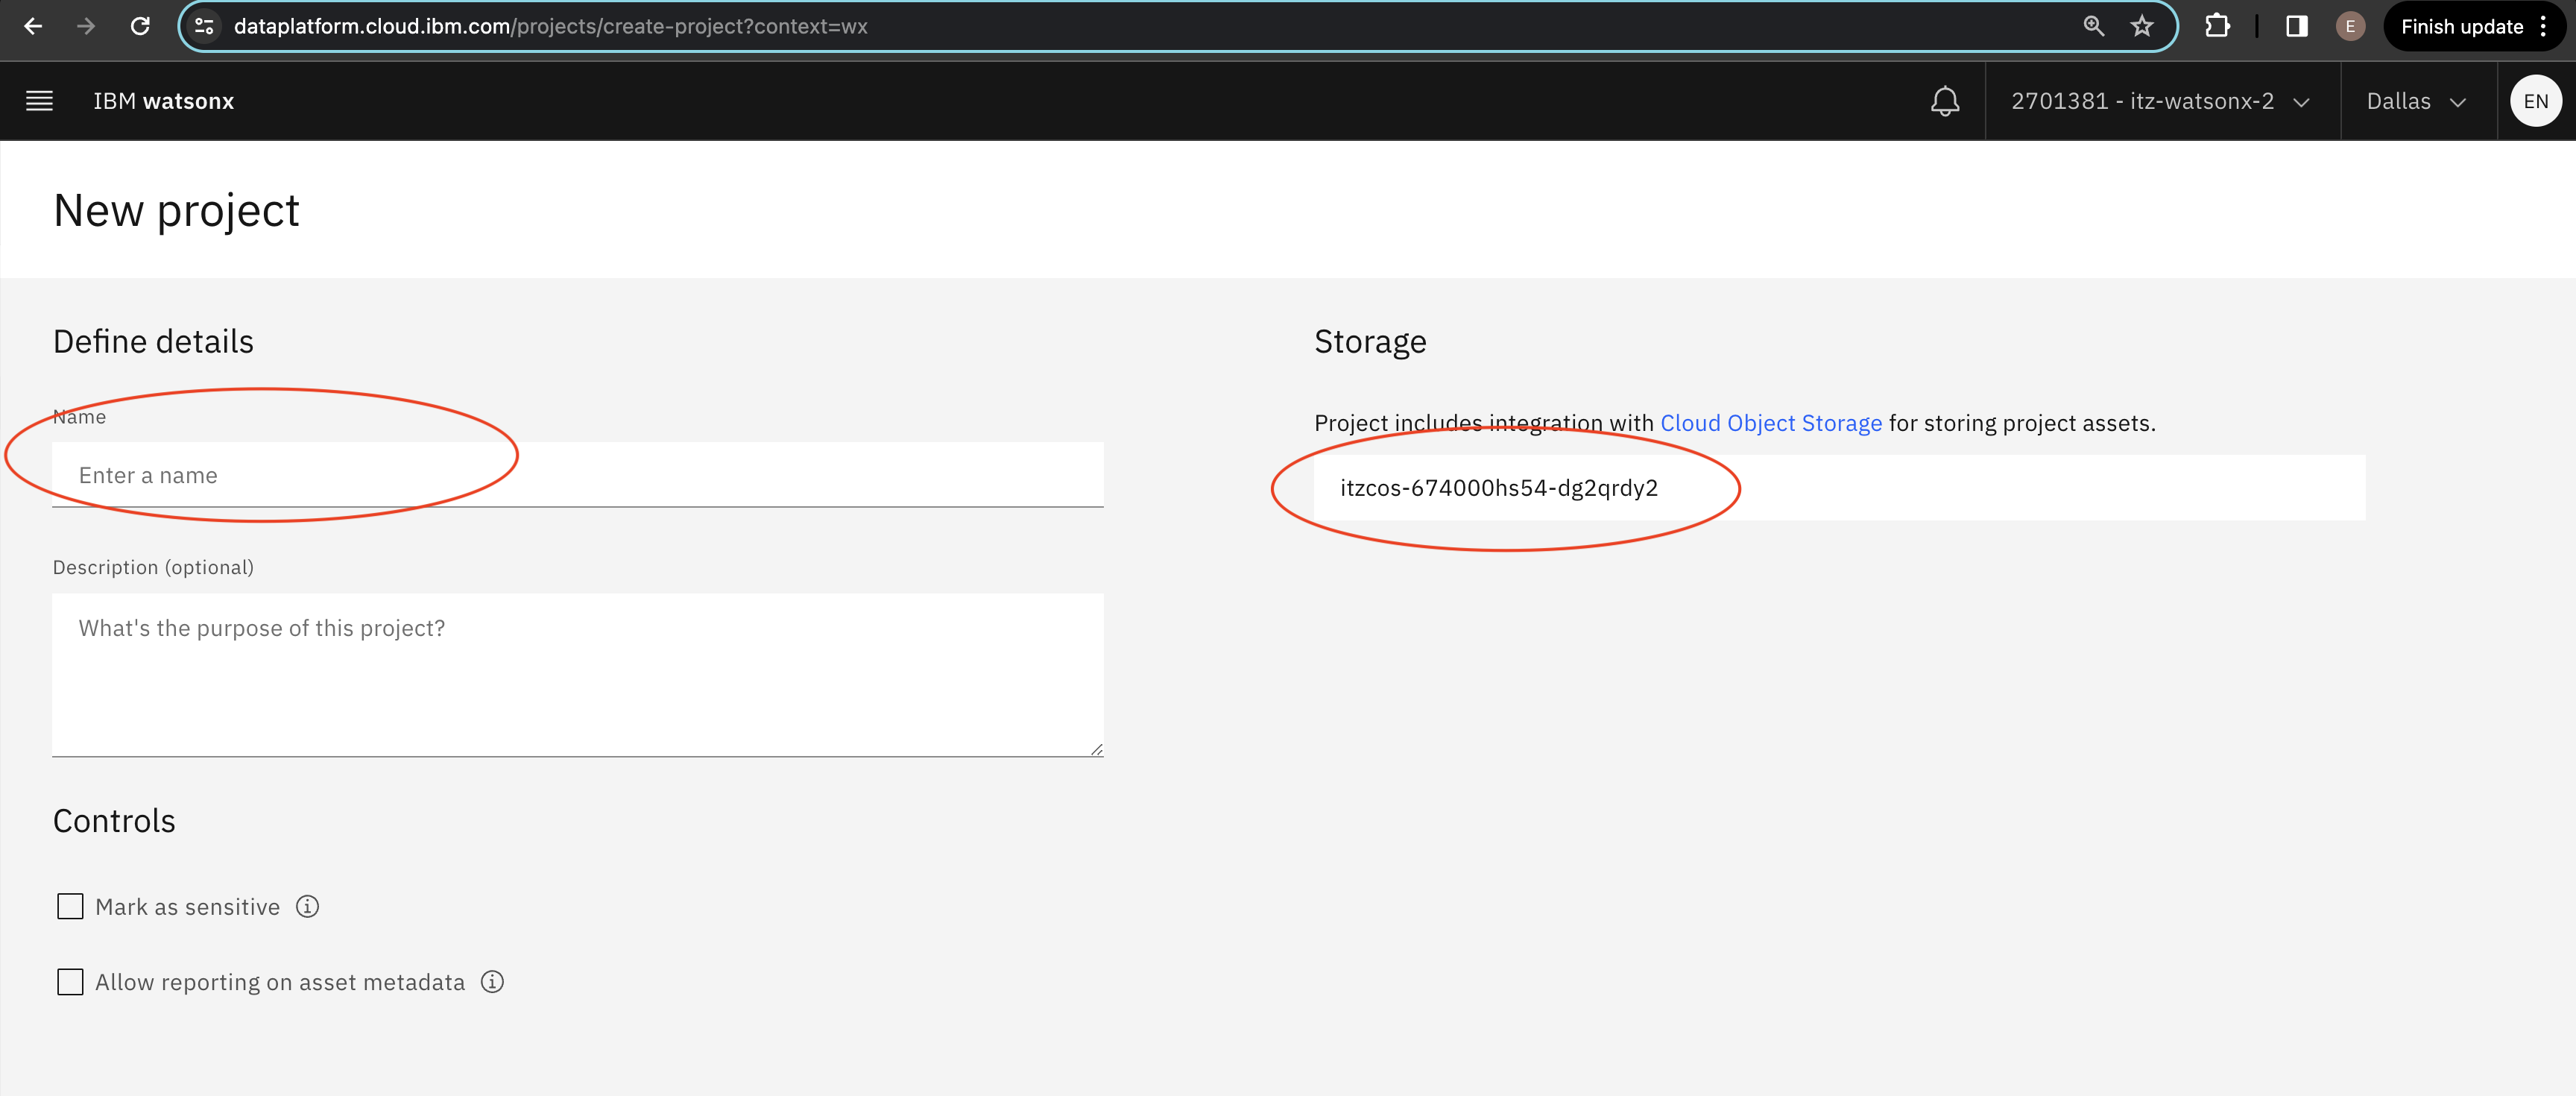 dataplatform.cloud.ibm.com/projects/create-project?context=wx
E
Finish update
IBM watsonx
2701381 - itz-watsonx-2
Dallas
EN
New project
Define details
Name
Enter a name
Description (optional)
What's the purpose of this project?
Controls
Mark as sensitive
Allow reporting on asset metadata
Storage
Project includes integration with Cloud Object Storage for storing project assets.
itzcos-674000hs54-dg2qrdy2